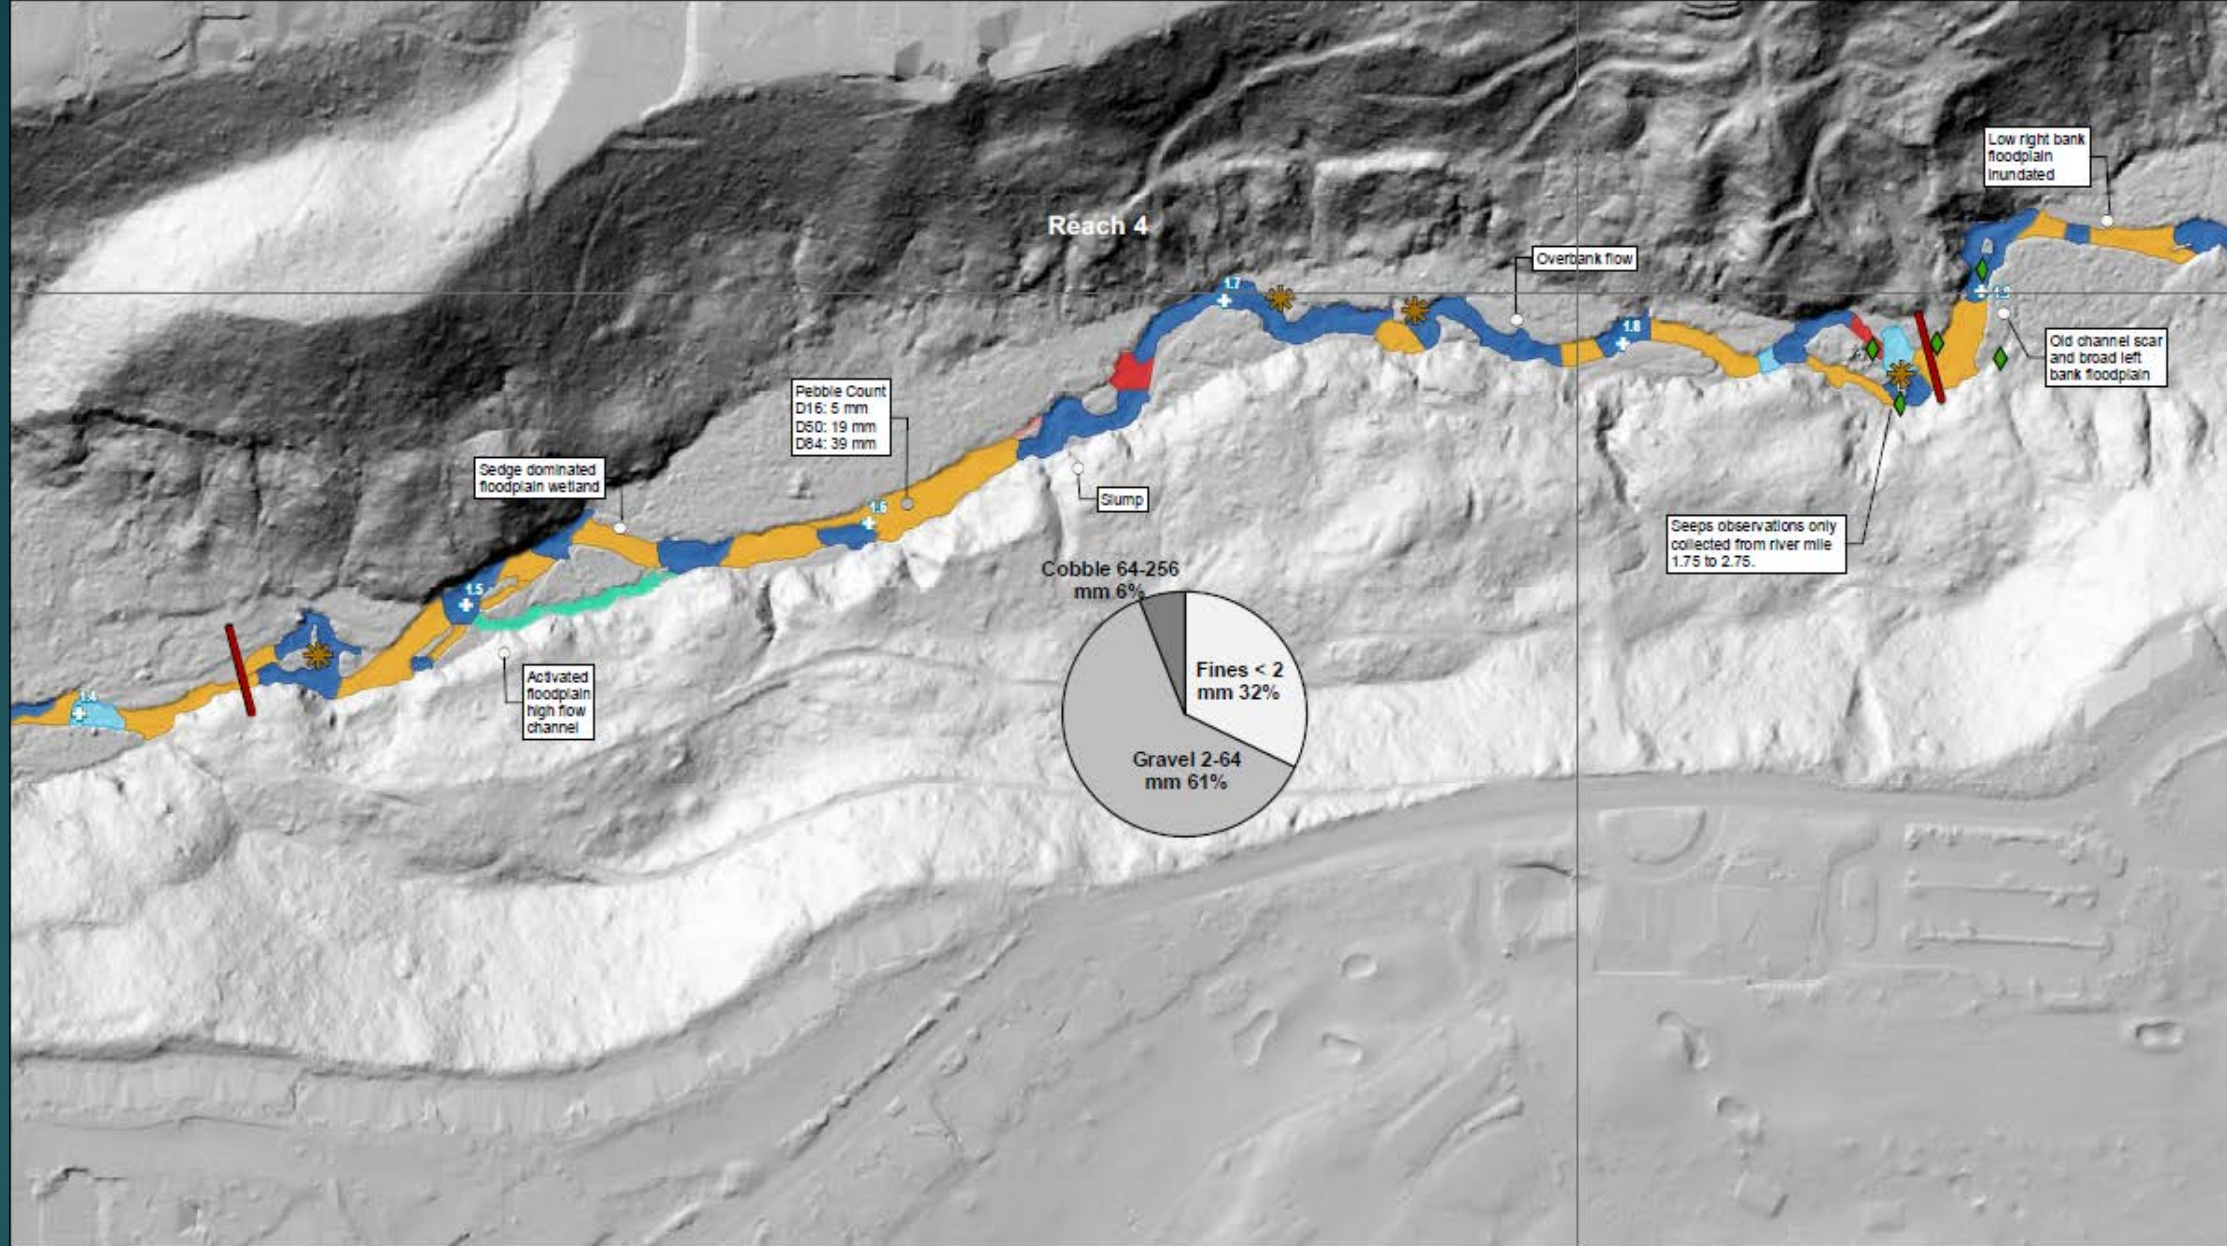 Low right bank
floodplain
inundated
Reach 4
Overbank flow
1.7
1.9
1.8
Old channel scar
and broad left
bank floodplain
Pebble Count
D16: 5 mm
D50: 19 mm
D84: 39 mm
Sedge dominated
floodplain wetland
Slump
1.6
Seeps observations only
collected from river mile
1.75 to 2.75.
Cobble 64-256
mm 6%
1.5
Fines < 2
mm 32%
Activated
floodplain
high flow
channel
1.4
Gravel 2-64
mm 61%